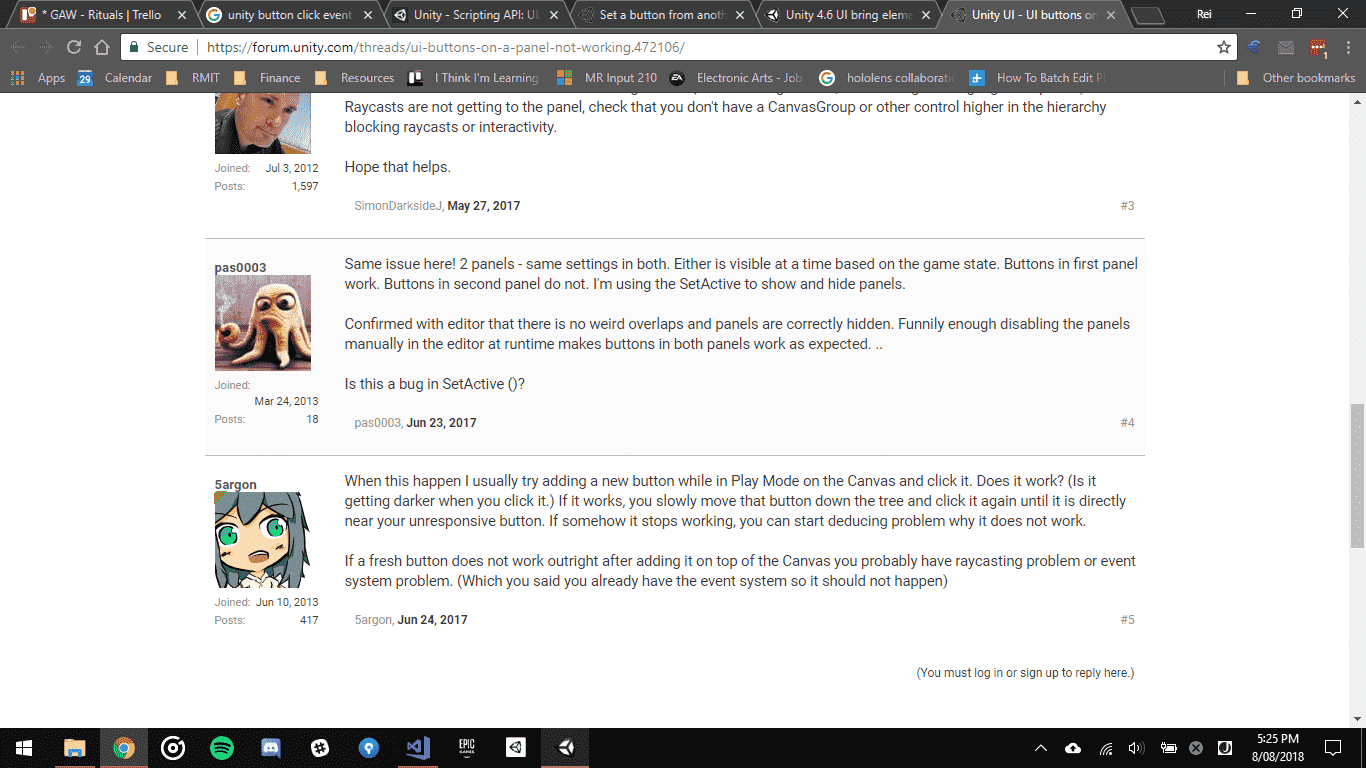 * GAW - Rituals | Trello
unity button click event
Unity - Scripting API: UI.
Set a button from anoth
Unity 4.6 UI bring eleme
Unity UI - UI buttons on
Rei
Secure
https://forum.unity.com/threads/ui-buttons-on-a-panel-not-working.472106/
1
Apps
29
Calendar
RMIT
Finance
Resources
I Think I'm Learning
MR Input 210
EA
Electronic Arts - Job
hololens collaboratio
How To Batch Edit P
Other bookmarks
Raycasts are not getting to the panel, check that you don't have a CanvasGroup or other control higher in the hierarchy
blocking raycasts or interactivity.
Joined: Jul 3, 2012
Posts: 1,597
Hope that helps.
SimonDarksideJ, May 27, 2017
#3
pas0003
Joined:
Mar 24, 2013
Posts: 18
Same issue here! 2 panels - same settings in both. Either is visible at a time based on the game state. Buttons in first panel
work. Buttons in second panel do not. I'm using the SetActive to show and hide panels.
Confirmed with editor that there is no weird overlaps and panels are correctly hidden. Funnily enough disabling the panels
manually in the editor at runtime makes buttons in both panels work as expected. ..
Is this a bug in SetActive ()?
pas0003, Jun 23, 2017
#4
5argon
Joined: Jun 10, 2013
Posts: 417
When this happen I usually try adding a new button while in Play Mode on the Canvas and click it. Does it work? (Is it
getting darker when you click it.) If it works, you slowly move that button down the tree and click it again until it is directly
near your unresponsive button. If somehow it stops working, you can start deducing problem why it does not work.
If a fresh button does not work outright after adding it on top of the Canvas you probably have raycasting problem or event
system problem. (Which you said you already have the event system so it should not happen)
5argon, Jun 24, 2017
#5
(You must log in or sign up to reply here.)
EPIC
GAMES
5:25 PM
8/08/2018